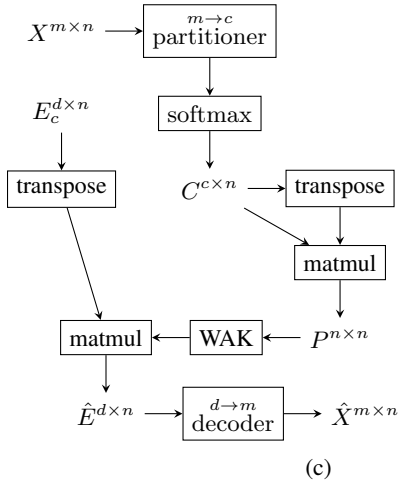 X^{m×n}
m→c
partitioner
E_c^{d×n}
softmax
transpose
C^{c×n}
transpose
matmul
matmul
WAK
P^{n×n}
Ê^{d×n}
d→m
decoder
X̂^{m×n}
(c)